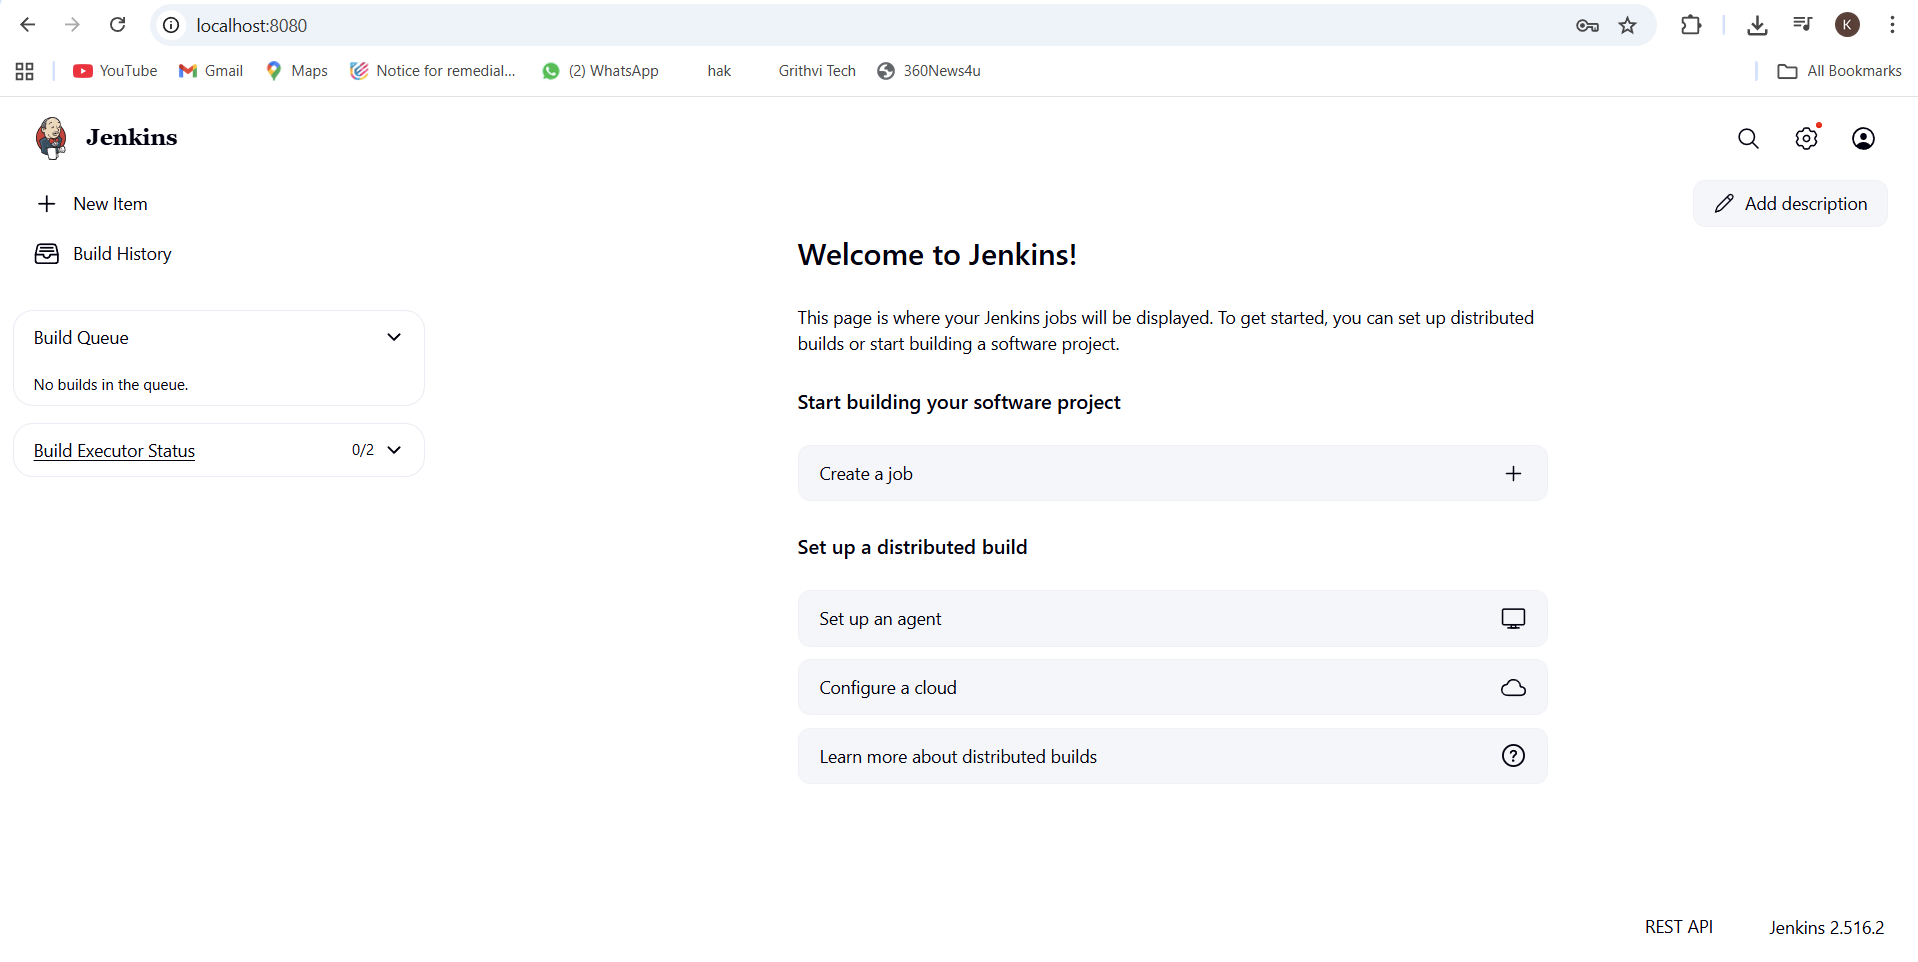 localhost:8080
K
YouTube Gmail Maps Notice for remedial... (2) WhatsApp hak Grithvi Tech 360News4u All Bookmarks
Jenkins
New Item
Add description
Build History
Welcome to Jenkins!
This page is where your Jenkins jobs will be displayed. To get started, you can set up distributed
builds or start building a software project.
Build Queue
No builds in the queue.
Build Executor Status 0/2
Start building your software project
Create a job
Set up a distributed build
Set up an agent
Configure a cloud
Learn more about distributed builds
REST API Jenkins 2.516.2